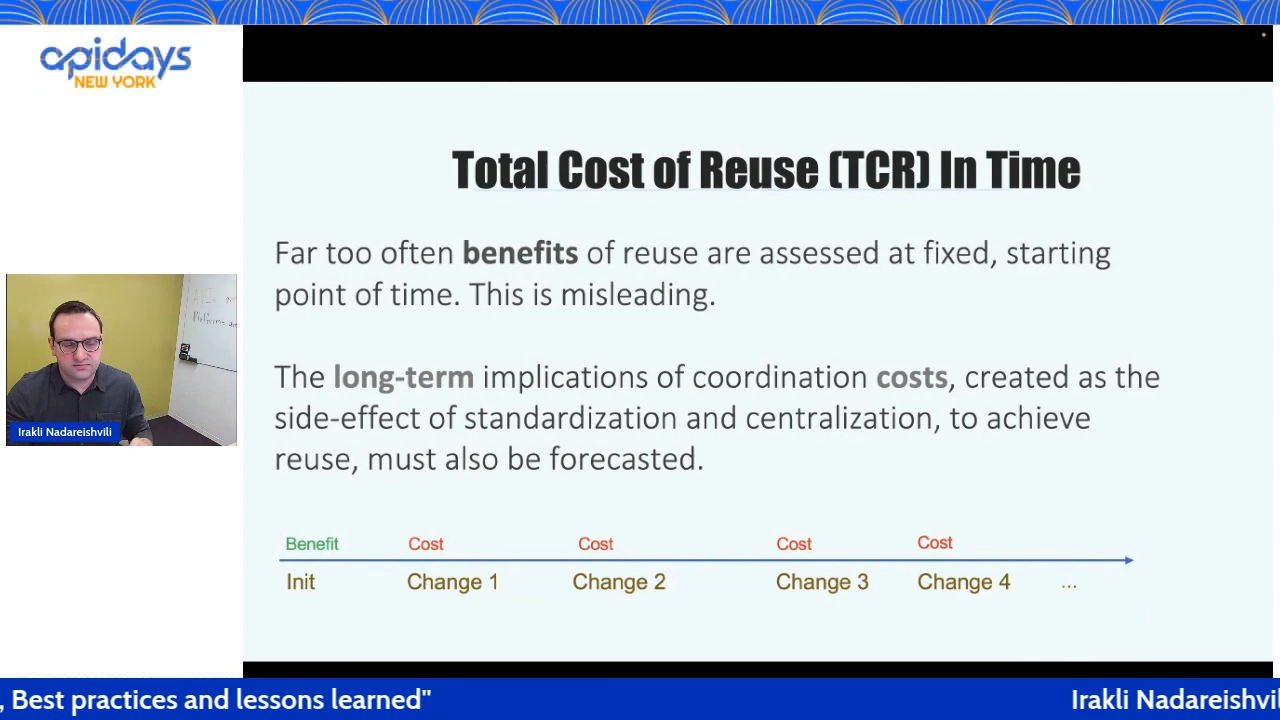 apidays
NEW YORK
Total Cost of Reuse (TCR) In Time
Far too often benefits of reuse are assessed at fixed, starting
point of time. This is misleading.
The long-term implications of coordination costs, created as the
side-effect of standardization and centralization, to achieve
reuse, must also be forecasted.
Benefit Cost Cost Cost Cost
Init Change 1 Change 2 Change 3 Change 4 ...
Irakli Nadareishvili
, Best practices and lessons learned" Irakli Nadareishvil